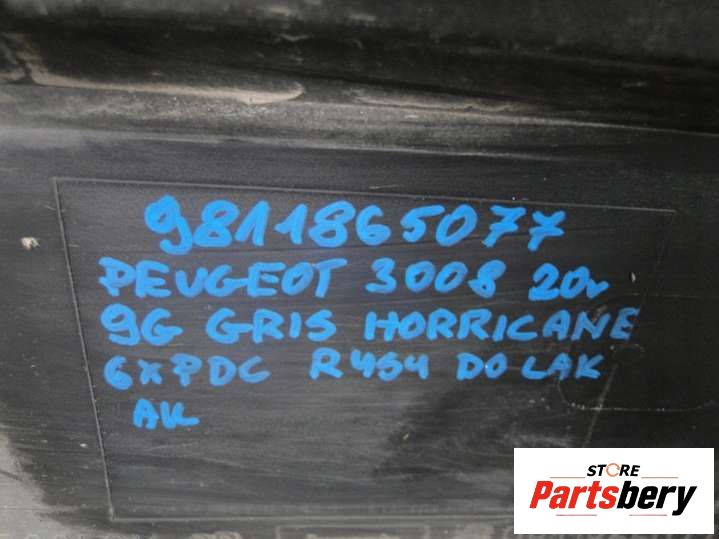 9811865077
PEUGEOT 3008 20r
9G GRIS HORRICANE
6xPDC R454 DO LAK
AK
STORE
Partsbery